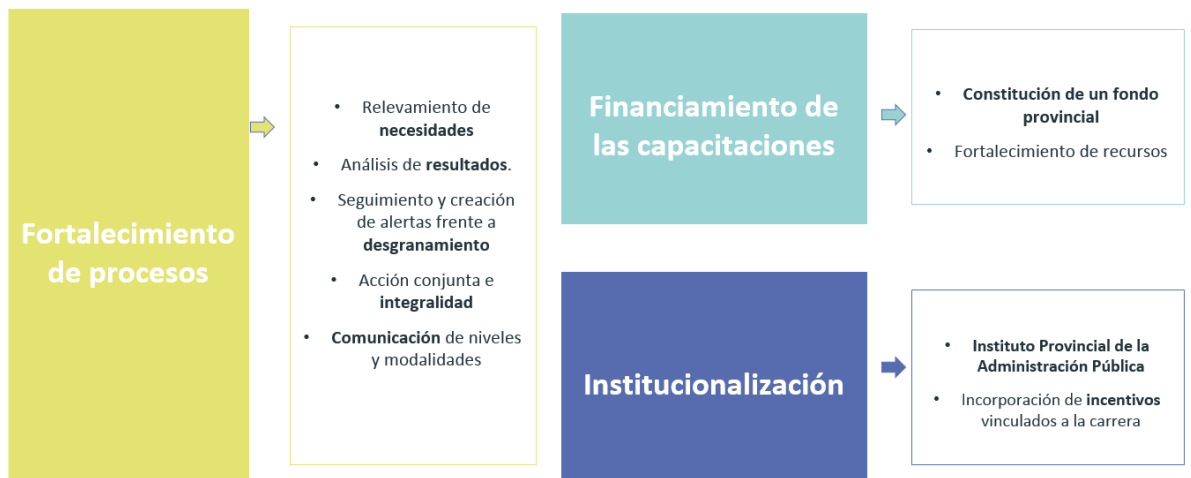 Fortalecimiento
de procesos
• Relevamiento de
necesidades
• Análisis de resultados.
• Seguimiento y creación
de alertas frente a
desgranamiento
• Acción conjunta e
integralidad
• Comunicación de niveles
y modalidades
Financiamiento de
las capacitaciones
• Constitución de un fondo
provincial
• Fortalecimiento de recursos
Institucionalización
• Instituto Provincial de la
Administración Pública
• Incorporación de incentivos
vinculados a la carrera